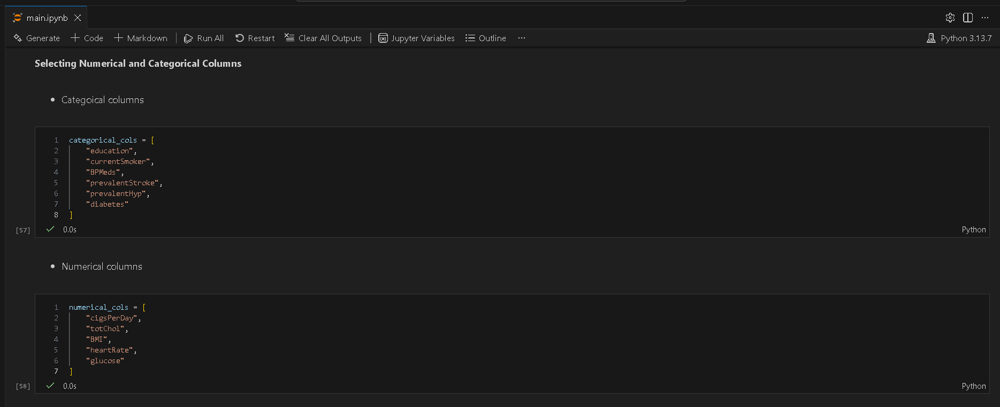 main.ipynb
Generate + Code + Markdown Run All Restart Clear All Outputs Jupyter Variables Outline ... Python 3.13.7
Selecting Numerical and Categorical Columns
• Categoical columns
1 categorical_cols = [
2 "education",
3 "currentSmoker",
4 "BPMeds",
5 "prevalentStroke",
6 "prevalentHyp",
7 "diabetes"
8 ]
[57] 0.0s Python
• Numerical columns
1 numerical_cols = [
2 "cigsPerDay",
3 "totChol",
4 "BMI",
5 "heartRate",
6 "glucose"
7 ]
[58] 0.0s Python